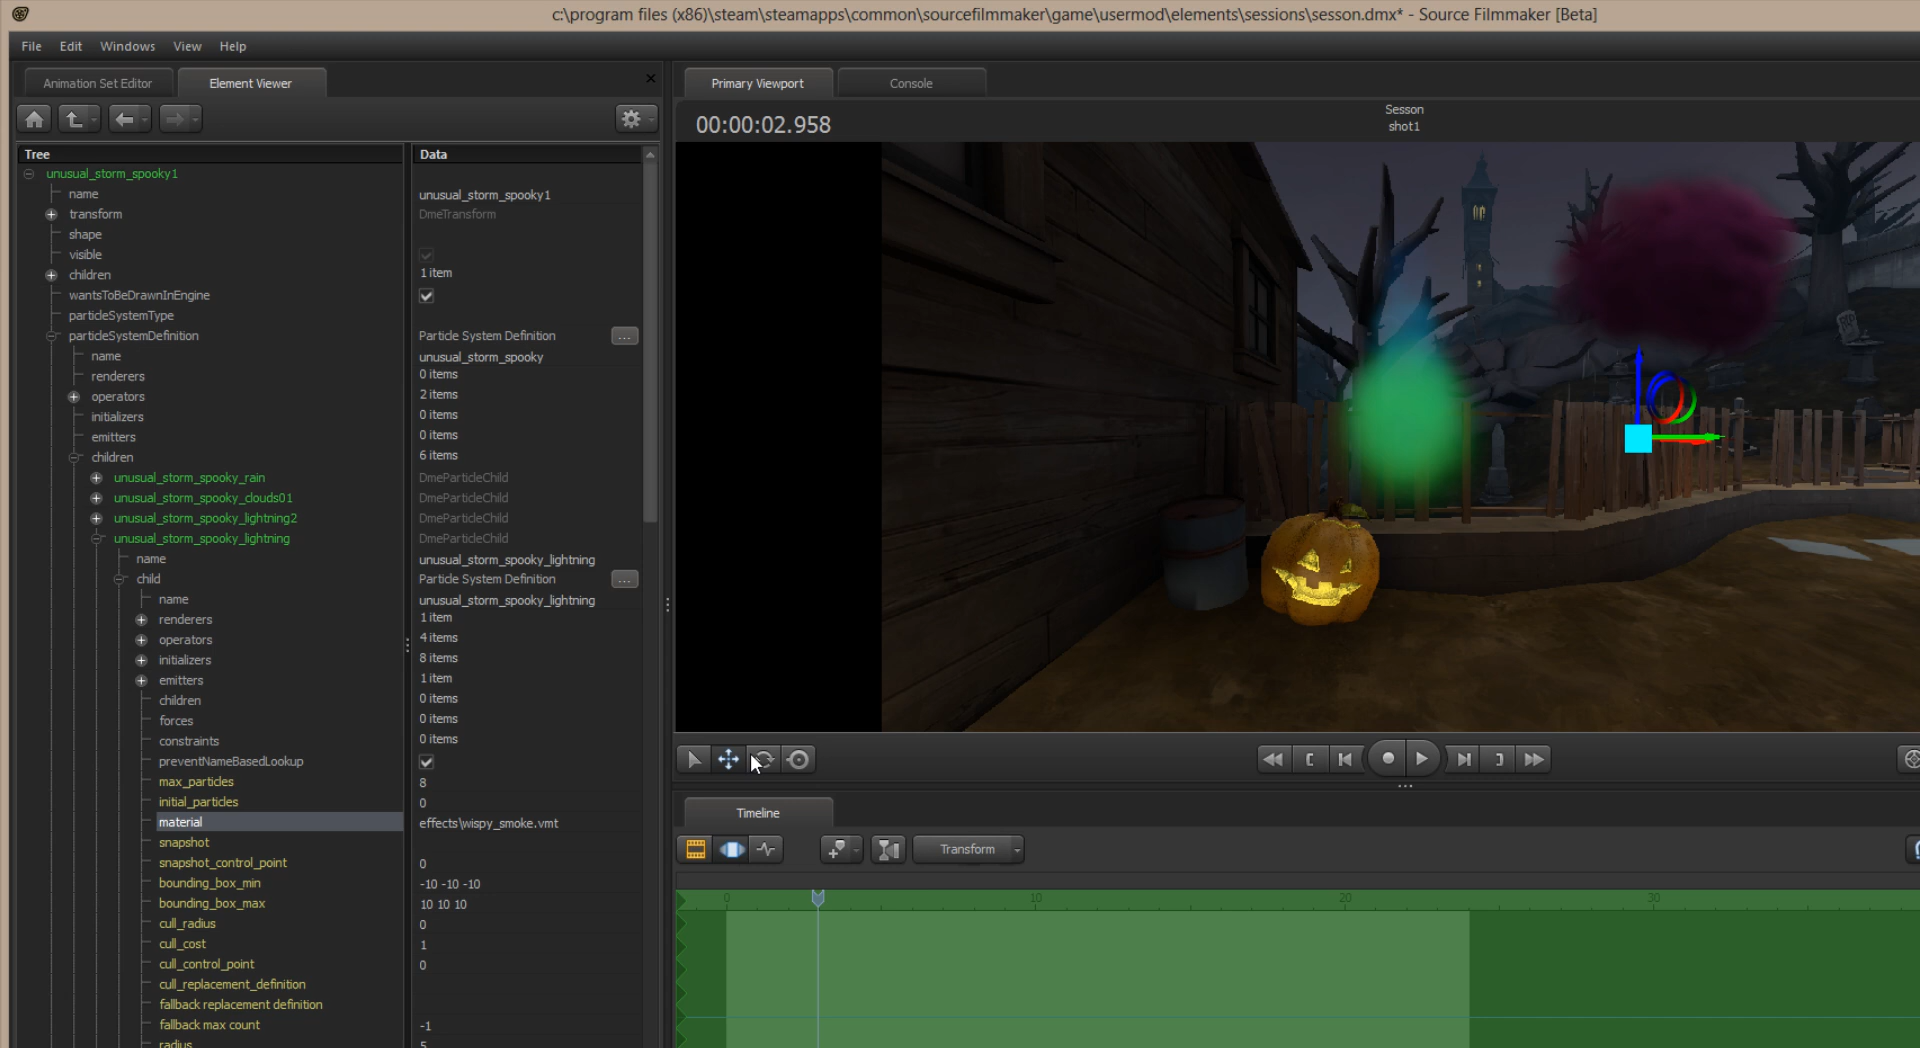 c:\program files (x86)\steam\steamapps\common\sourcefilmmaker\game\usermod\elements\sessions\sesson.dmx* - Source Filmmaker [Beta]
File Edit Windows View Help
Animation Set Editor Element Viewer
Primary Viewport Console
00:00:02.958
Sesson
shot1
Tree Data
unusual_storm_spooky1
name unusual_storm_spooky1
transform DmeTransform
shape
visible
children 1 item
wantsToBeDrawnInEngine
particleSystemType
particleSystemDefinition Particle System Definition ...
name unusual_storm_spooky
renderers 0 items
operators 2 items
initializers 0 items
emitters 0 items
children 6 items
unusual_storm_spooky_rain DmeParticleChild
unusual_storm_spooky_clouds01 DmeParticleChild
unusual_storm_spooky_lightning2 DmeParticleChild
unusual_storm_spooky_lightning DmeParticleChild
name unusual_storm_spooky_lightning
child Particle System Definition ...
name unusual_storm_spooky_lightning
renderers 1 item
operators 4 items
initializers 8 items
emitters 1 item
children 0 items
forces 0 items
constraints 0 items
preventNameBasedLookup
max_particles 8
initial_particles 0
material effects\wispy_smoke.vmt
snapshot
snapshot_control_point 0
bounding_box_min -10 -10 -10
bounding_box_max 10 10 10
cull_radius 0
cull_cost 1
cull_control_point 0
cull_replacement_definition
fallback replacement definition
fallback max count -1
radius 5
Timeline
Transform
0 10 20 30